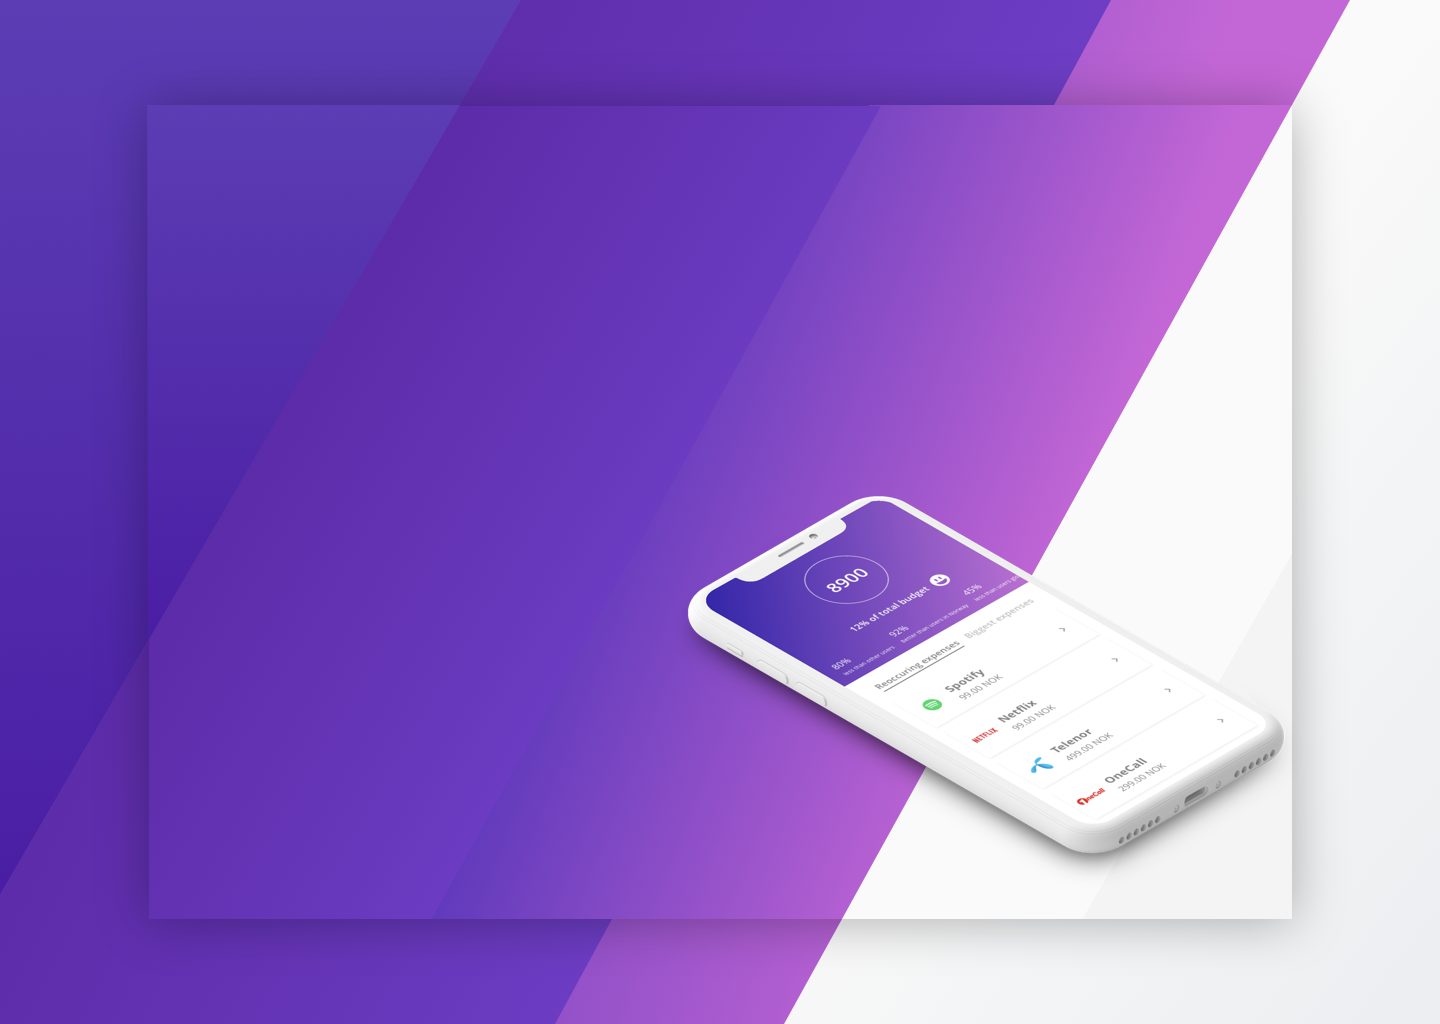 8900
12% of total budget
80%
less than other users
92%
better than users in Norway
45%
less than users
Reoccuring expenses
Biggest expenses
Spotify
99.00 NOK
NETFLIX
Netflix
99.00 NOK
Telenor
499.00 NOK
OneCall
OneCall
299.00 NOK